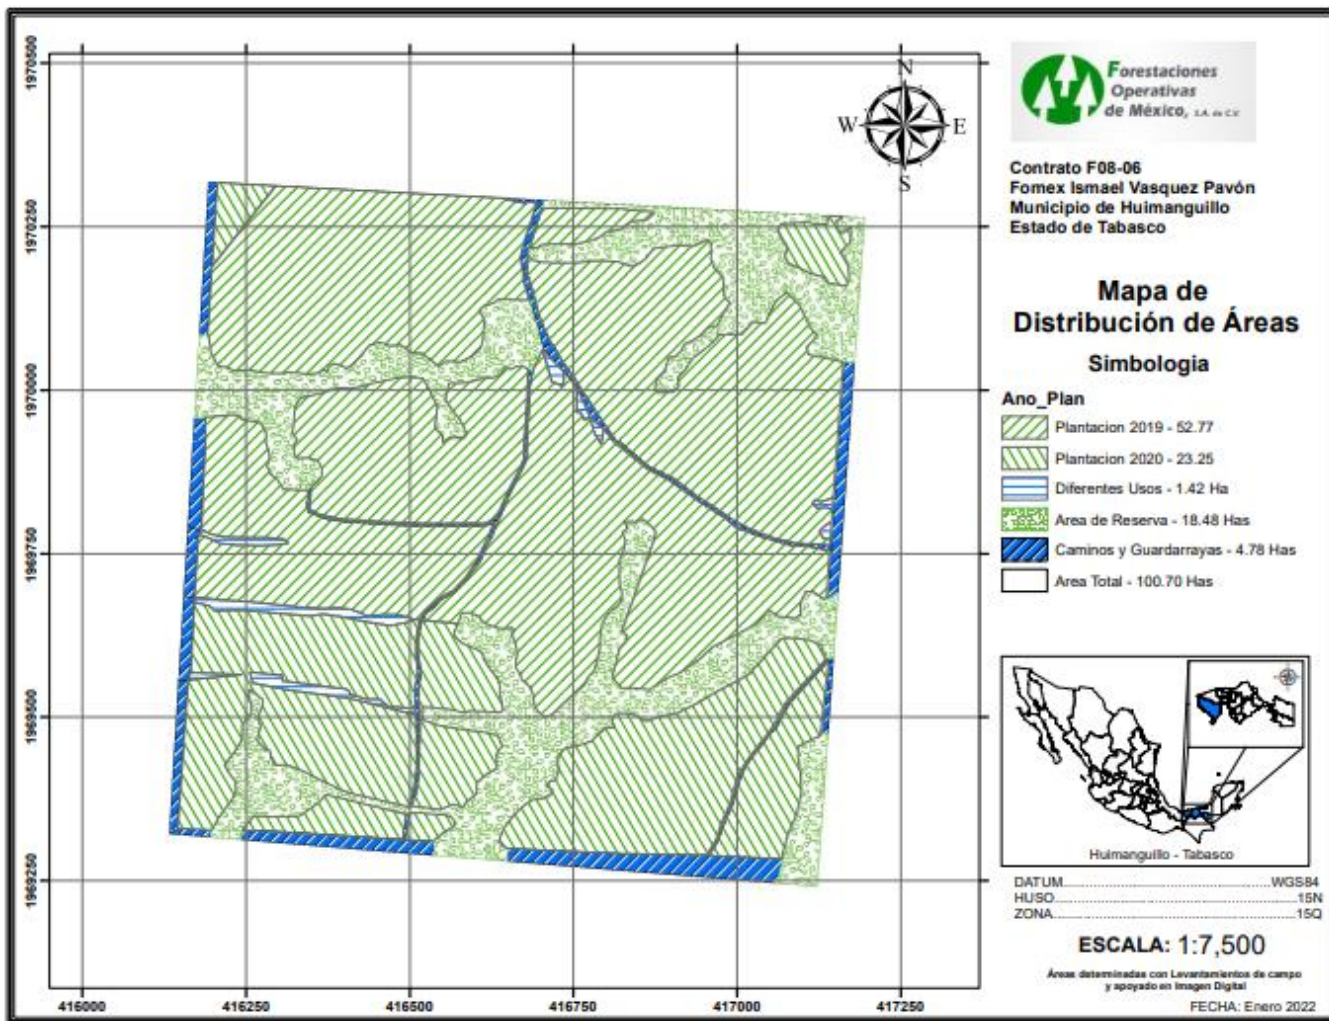 Forestaciones
Operativas
de México, S.A. de C.V.
Contrato F08-06
Fomex Ismael Vasquez Pavón
Municipio de Huimanguillo
Estado de Tabasco
Mapa de
Distribución de Áreas
Simbologia
Ano_Plan
Plantacion 2019 - 52.77
Plantacion 2020 - 23.25
Diferentes Usos - 1.42 Ha
Area de Reserva - 18.48 Has
Caminos y Guardarrayas - 4.78 Has
Area Total - 100.70 Has
Huimanguillo - Tabasco
DATUM WGS84
HUSO 15N
ZONA 15Q
ESCALA: 1:7,500
Áreas determinadas con Levantamientos de campo
y apoyado en Imagen Digital
FECHA: Enero 2022
N
W E
S
1970500
1970250
1970000
1969750
1969500
1969250
416000 416250 416500 416750 417000 417250